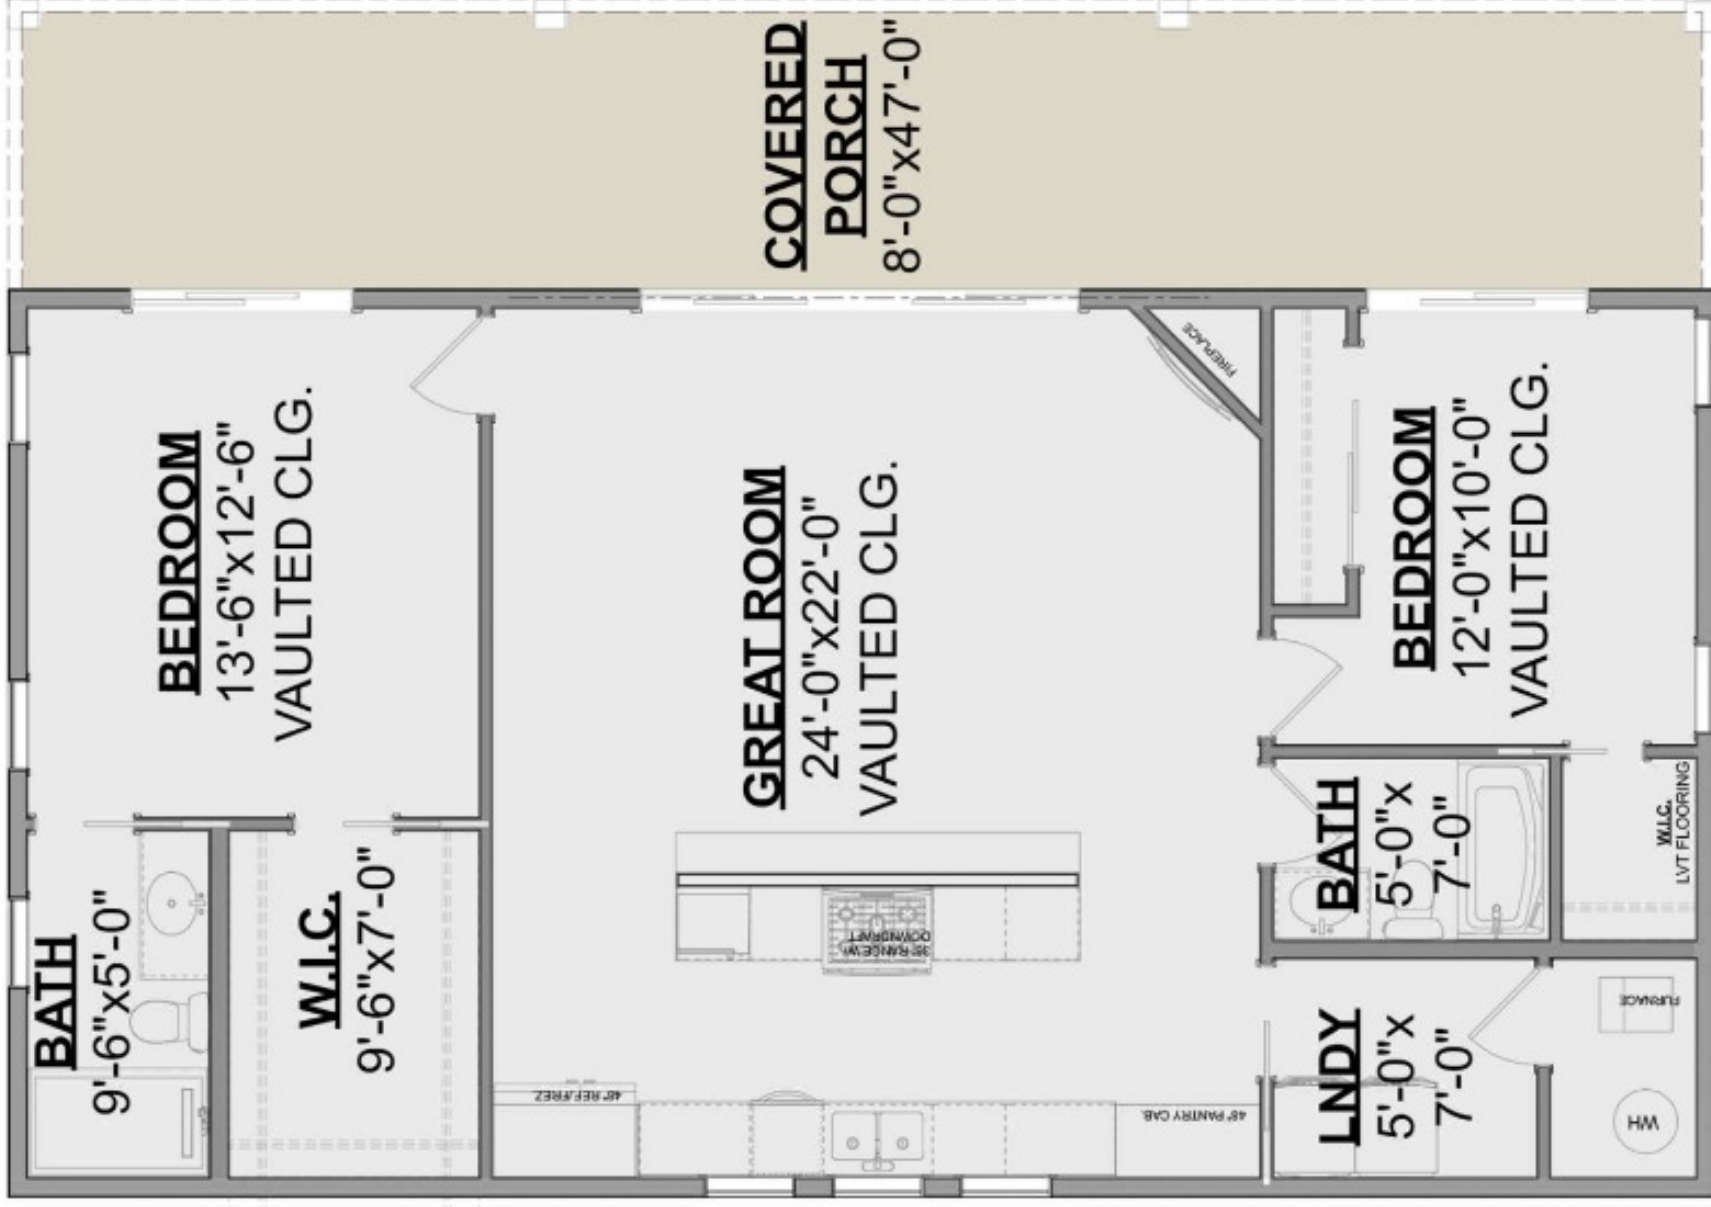 COVERED
PORCH
8'-0"x47'-0"
BEDROOM
13'-6"x12'-6"
VAULTED CLG.
GREAT ROOM
24'-0"x22'-0"
VAULTED CLG.
FIREPLACE
BEDROOM
12'-0"x10'-0"
VAULTED CLG.
BATH
9'-6"x5'-0"
W.I.C.
9'-6"x7'-0"
36" RANGE W/
DOWNDRAFT
BATH
5'-0"x
7'-0"
W.I.C.
LVT FLOORING
48" REF/FREZ
48" PANTRY CAB.
LNDY
5'-0"x
7'-0"
FURNACE
WH